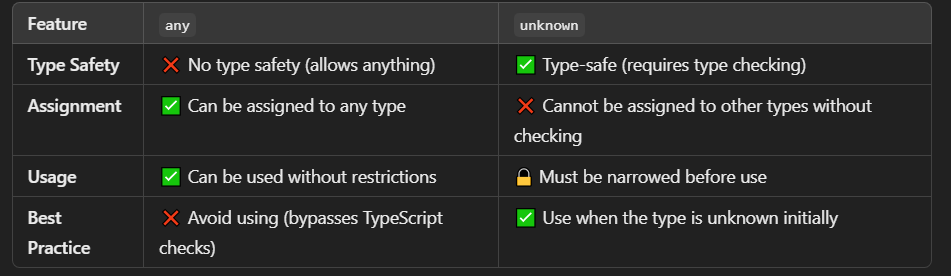 Feature any unknown
Type Safety ❌ No type safety (allows anything) ✅ Type-safe (requires type checking)
Assignment ✅ Can be assigned to any type ❌ Cannot be assigned to other types without
checking
Usage ✅ Can be used without restrictions 🔒 Must be narrowed before use
Best ❌ Avoid using (bypasses TypeScript ✅ Use when the type is unknown initially
Practice checks)